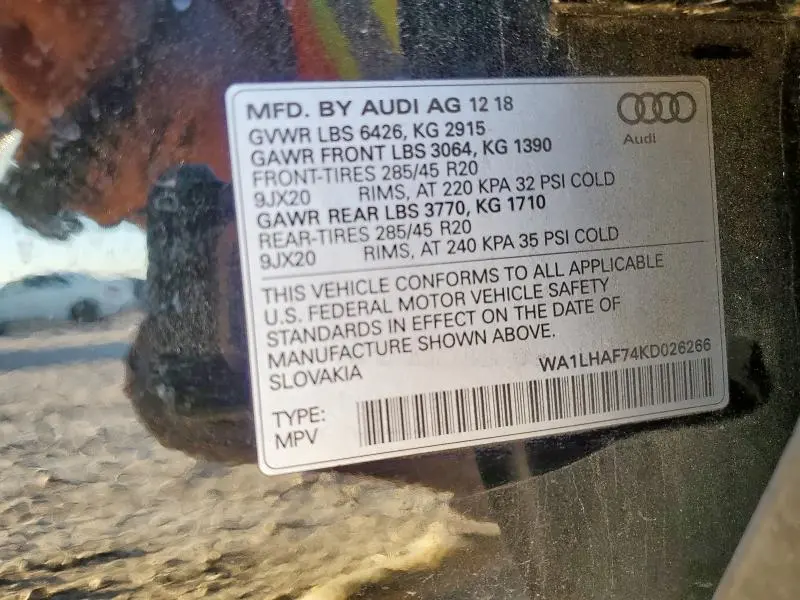 MFD. BY AUDI AG 12 18
Audi
GVWR LBS 6426, KG 2915
GAWR FRONT LBS 3064, KG 1390
FRONT-TIRES 285/45 R20
9JX20 RIMS, AT 220 KPA 32 PSI COLD
GAWR REAR LBS 3770, KG 1710
REAR-TIRES 285/45 R20
9JX20 RIMS, AT 240 KPA 35 PSI COLD
THIS VEHICLE CONFORMS TO ALL APPLICABLE
U.S. FEDERAL MOTOR VEHICLE SAFETY
STANDARDS IN EFFECT ON THE DATE OF
MANUFACTURE SHOWN ABOVE.
SLOVAKIA
WA1LHAF74KD026266
TYPE:
MPV